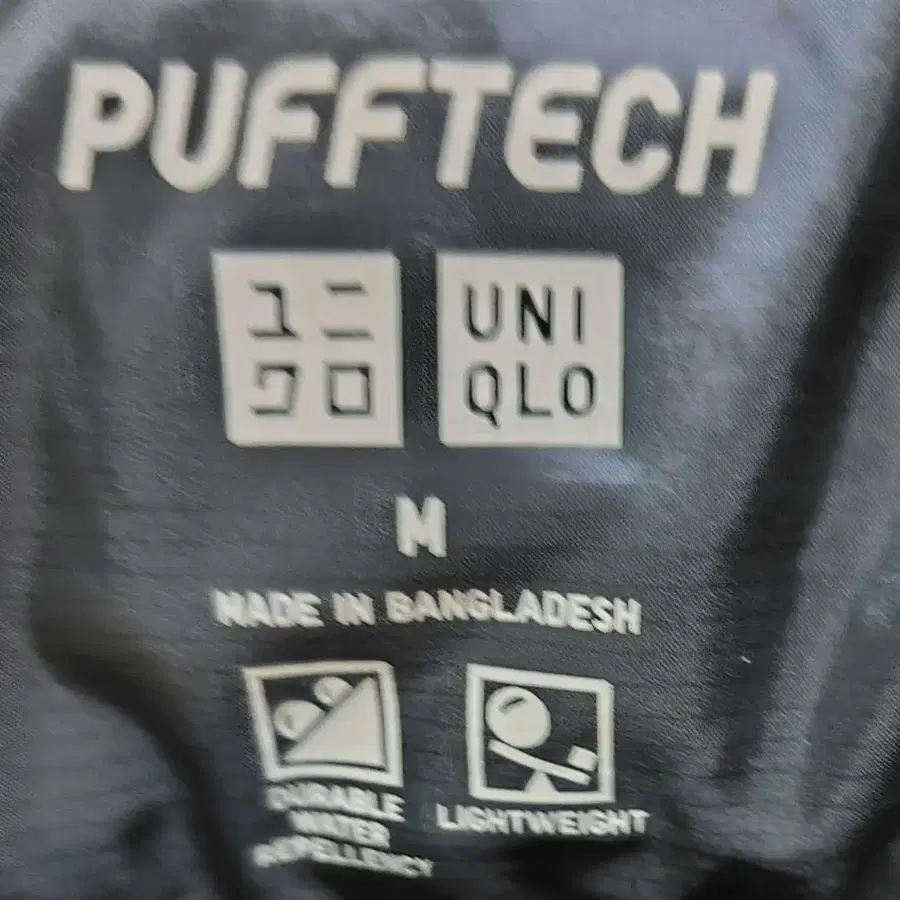 PUFFTECH
ユニ
クロ
UNI
QLO
M
MADE IN BANGLADESH
DURABLE
WATER
REPELLENCY
LIGHTWEIGHT